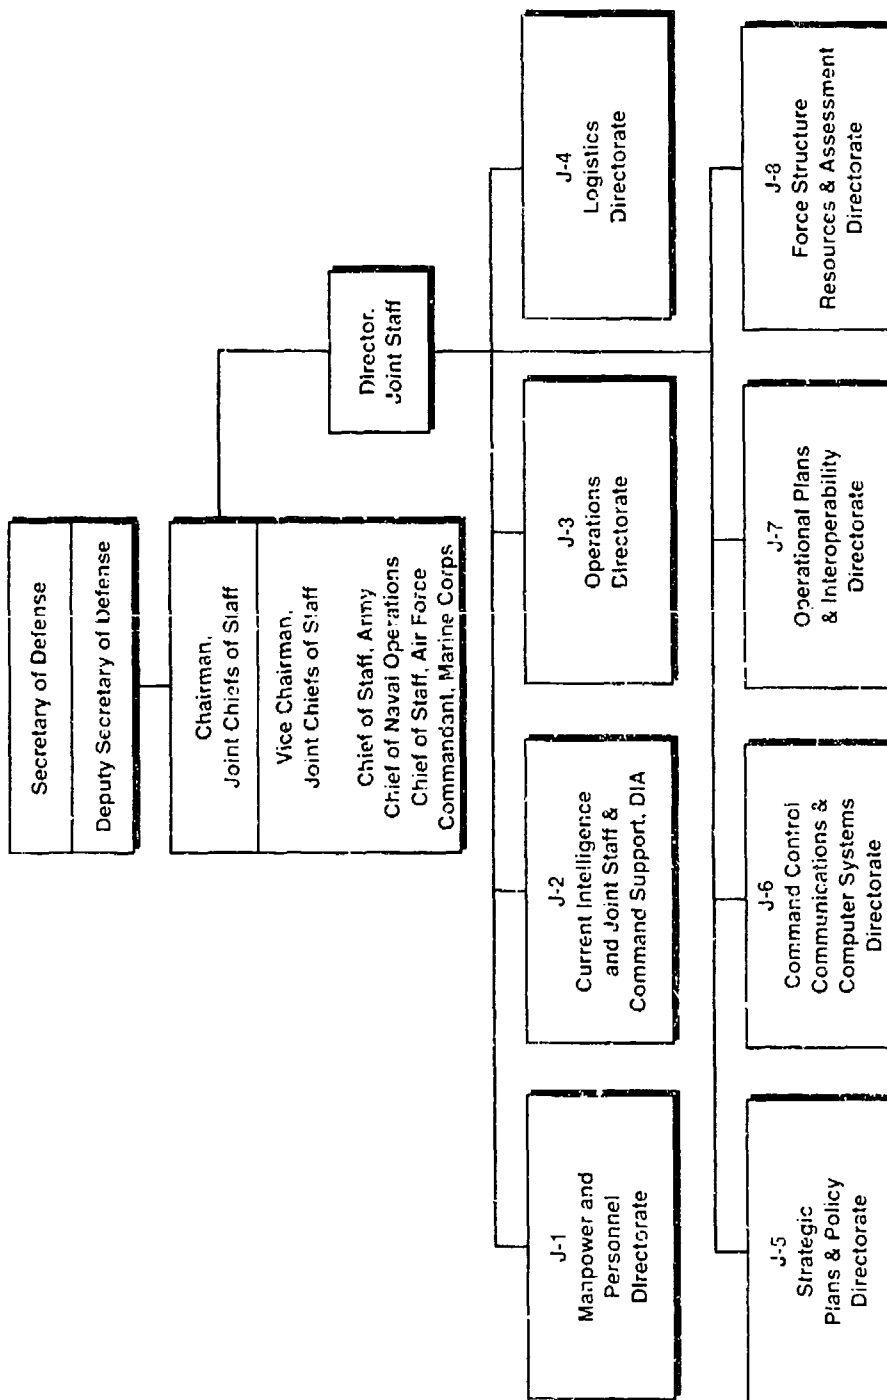 Secretary of Defense
Deputy Secretary of Defense
Chairman,
Joint Chiefs of Staff
Vice Chairman,
Joint Chiefs of Staff
Chief of Staff, Army
Chief of Naval Operations
Chief of Staff, Air Force
Commandant, Marine Corps
Director,
Joint Staff
J-1
Manpower and
Personnel
Directorate
J-2
Current Intelligence
and Joint Staff &
Command Support, DIA
J-3
Operations
Directorate
J-4
Logistics
Directorate
J-5
Strategic
Plans & Policy
Directorate
J-6
Command Control
Communications &
Computer Systems
Directorate
J-7
Operational Plans
& Interoperability
Directorate
J-8
Force Structure
Resources & Assessment
Directorate